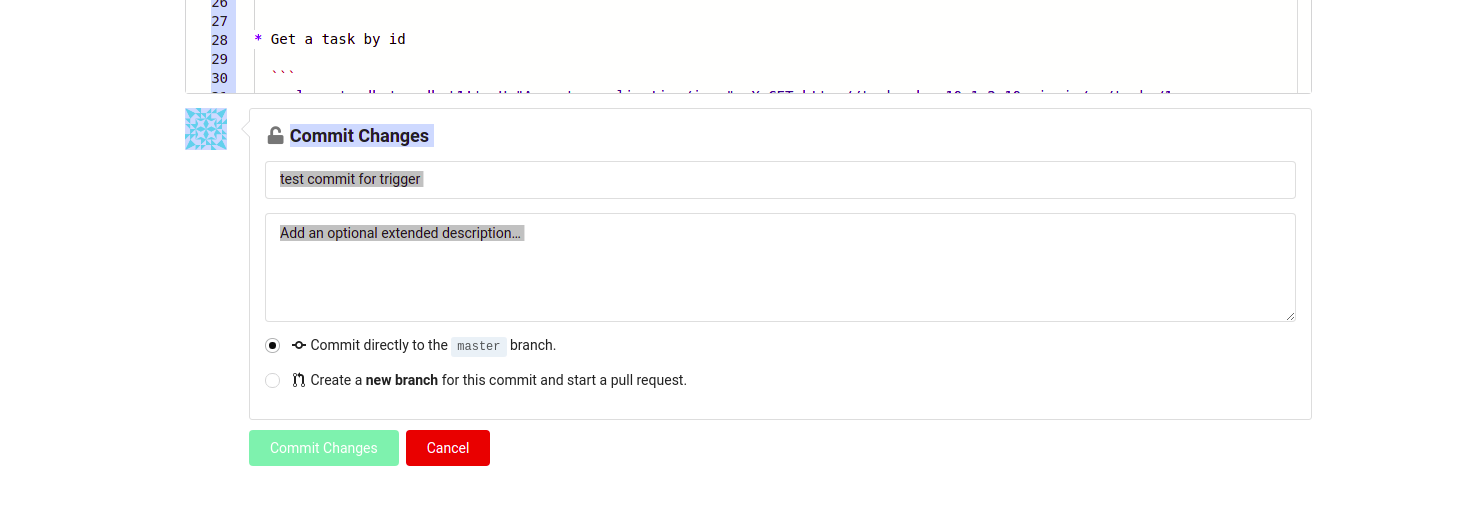 26
27
28 * Get a task by id
29
30 ```
Commit Changes
test commit for trigger
Add an optional extended description…
Commit directly to the master branch.
Create a new branch for this commit and start a pull request.
Commit Changes Cancel